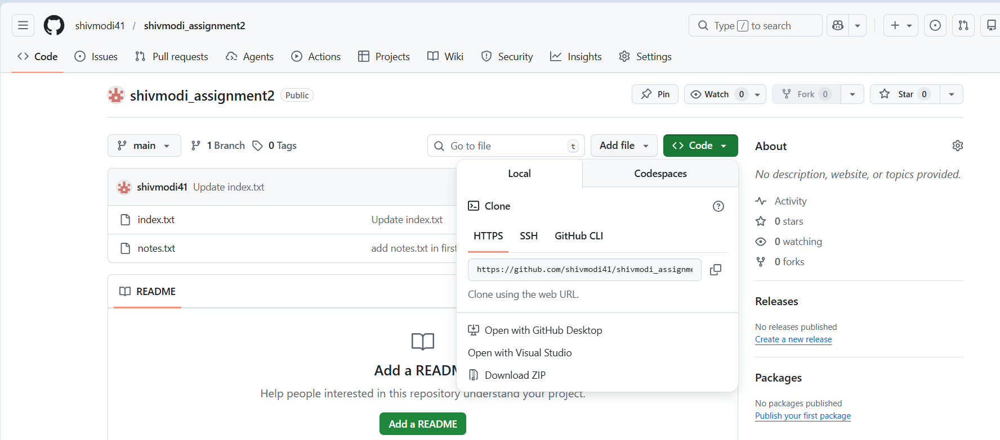 shivmodi41 / shivmodi_assignment2
Type / to search
Code Issues Pull requests Agents Actions Projects Wiki Security Insights Settings
shivmodi_assignment2 Public
Pin Watch 0 Fork 0 Star 0
main 1 Branch 0 Tags
Go to file t Add file Code
shivmodi41 Update index.txt
index.txt Update index.txt
notes.txt add notes.txt in first
README
Add a READ
Help people interested in this repository understand your project.
Add a README
Local Codespaces
Clone
HTTPS SSH GitHub CLI
https://github.com/shivmodi41/shivmodi_assignme
Clone using the web URL.
Open with GitHub Desktop
Open with Visual Studio
Download ZIP
About
No description, website, or topics provided.
Activity
0 stars
0 watching
0 forks
Releases
No releases published
Create a new release
Packages
No packages published
Publish your first package